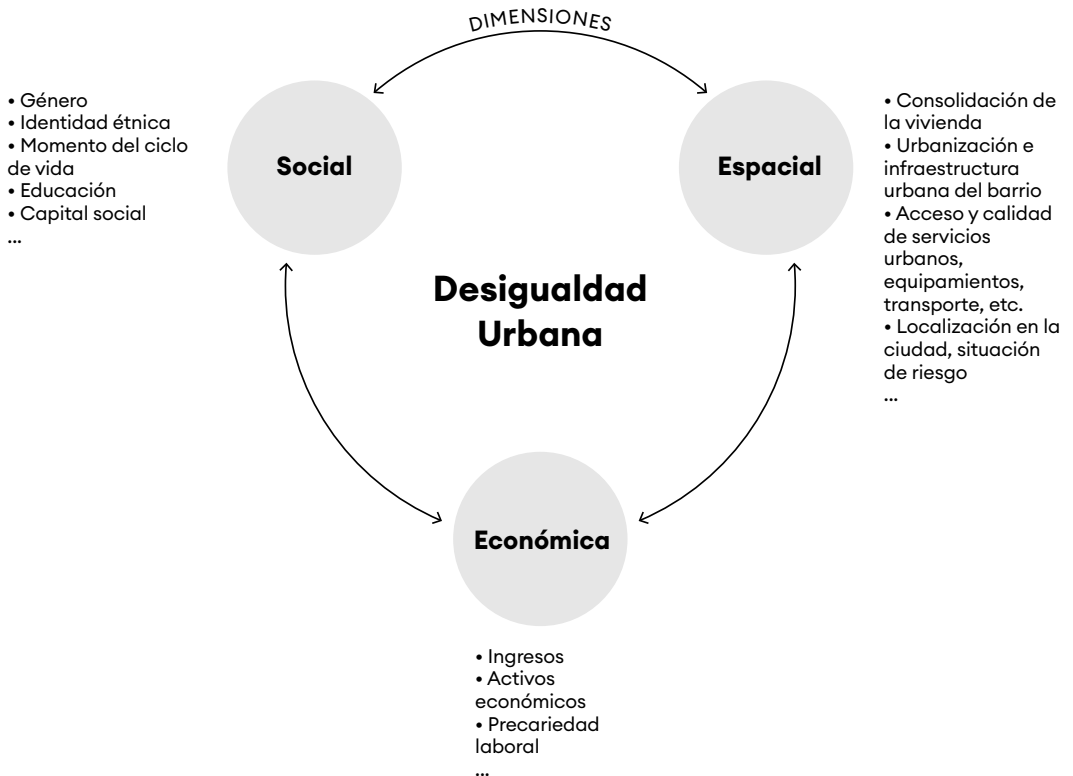 DIMENSIONES
• Género
• Identidad étnica
• Momento del ciclo
de vida
• Educación
• Capital social
...
Social
Espacial
• Consolidación de
la vivienda
• Urbanización e
infraestructura
urbana del barrio
• Acceso y calidad
de servicios
urbanos,
equipamientos,
transporte, etc.
• Localización en la
ciudad, situación
de riesgo
...
Desigualdad
Urbana
Económica
• Ingresos
• Activos
económicos
• Precariedad
laboral
...